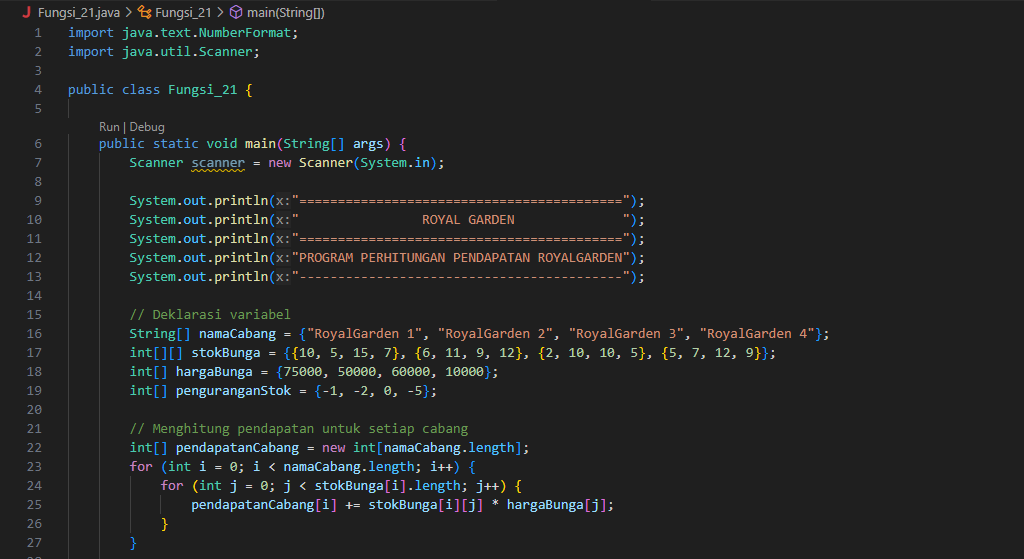 Fungsi_21.java > Fungsi_21 > main(String[])
1 import java.text.NumberFormat;
2 import java.util.Scanner;
3
4 public class Fungsi_21 {
5
Run | Debug
6 public static void main(String[] args) {
7 Scanner scanner = new Scanner(System.in);
8
9 System.out.println(x:"==========================================");
10 System.out.println(x:"                ROYAL GARDEN              ");
11 System.out.println(x:"==========================================");
12 System.out.println(x:"PROGRAM PERHITUNGAN PENDAPATAN ROYALGARDEN");
13 System.out.println(x:"------------------------------------------");
14
15 // Deklarasi variabel
16 String[] namaCabang = {"RoyalGarden 1", "RoyalGarden 2", "RoyalGarden 3", "RoyalGarden 4"};
17 int[][] stokBunga = {{10, 5, 15, 7}, {6, 11, 9, 12}, {2, 10, 10, 5}, {5, 7, 12, 9}};
18 int[] hargaBunga = {75000, 50000, 60000, 10000};
19 int[] penguranganStok = {-1, -2, 0, -5};
20
21 // Menghitung pendapatan untuk setiap cabang
22 int[] pendapatanCabang = new int[namaCabang.length];
23 for (int i = 0; i < namaCabang.length; i++) {
24 for (int j = 0; j < stokBunga[i].length; j++) {
25 pendapatanCabang[i] += stokBunga[i][j] * hargaBunga[j];
26 }
27 }